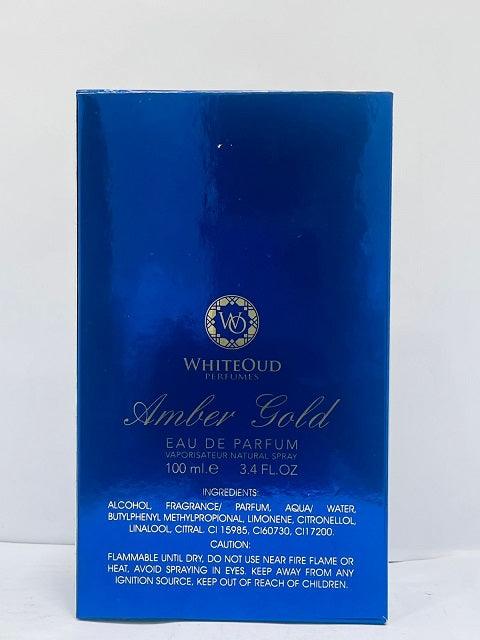 WO
WHITEOUD
PERFUMES
Amber Gold
EAU DE PARFUM
VAPORISATEUR NATURAL SPRAY
100 ml.e 3.4 FL.OZ
INGREDIENTS:
ALCOHOL, FRAGRANCE/ PARFUM, AQUA/ WATER,
BUTYLPHENYL METHYLPROPIONAL, LIMONENE, CITRONELLOL,
LINALOOL, CITRAL. CI 15985, CI60730, CI17200.
CAUTION:
FLAMMABLE UNTIL DRY, DO NOT USE NEAR FIRE FLAME OR
HEAT, AVOID SPRAYING IN EYES. KEEP AWAY FROM ANY
IGNITION SOURCE, KEEP OUT OF REACH OF CHILDREN.